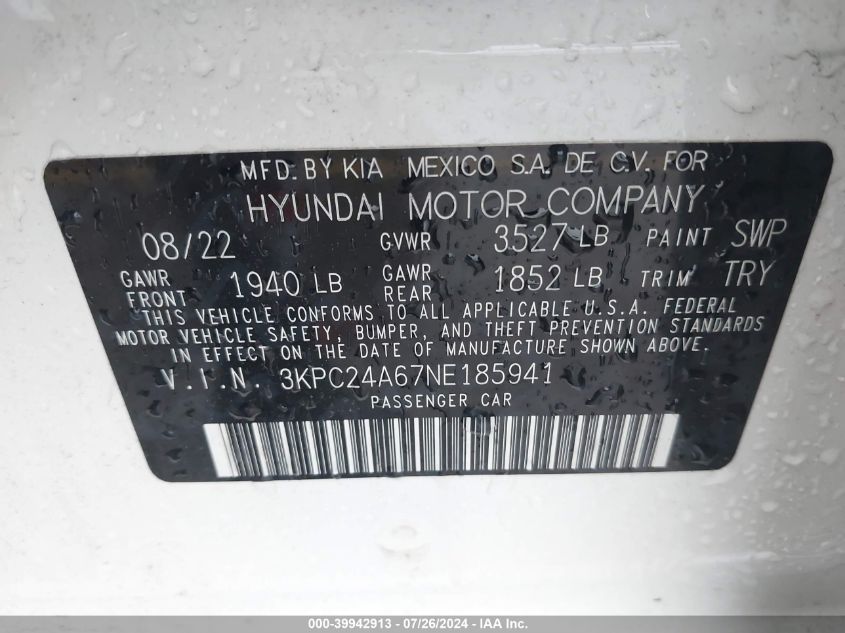 MFD. BY KIA MEXICO S.A. DE C.V. FOR
HYUNDAI MOTOR COMPANY
08/22 GVWR 3527 LB PAINT SWP
GAWR FRONT 1940 LB GAWR REAR 1852 LB TRIM TRY
THIS VEHICLE CONFORMS TO ALL APPLICABLE U.S.A. FEDERAL
MOTOR VEHICLE SAFETY, BUMPER, AND THEFT PREVENTION STANDARDS
IN EFFECT ON THE DATE OF MANUFACTURE SHOWN ABOVE.
V.I.N. 3KPC24A67NE185941
PASSENGER CAR
000-39942913 - 07/26/2024 - IAA Inc.